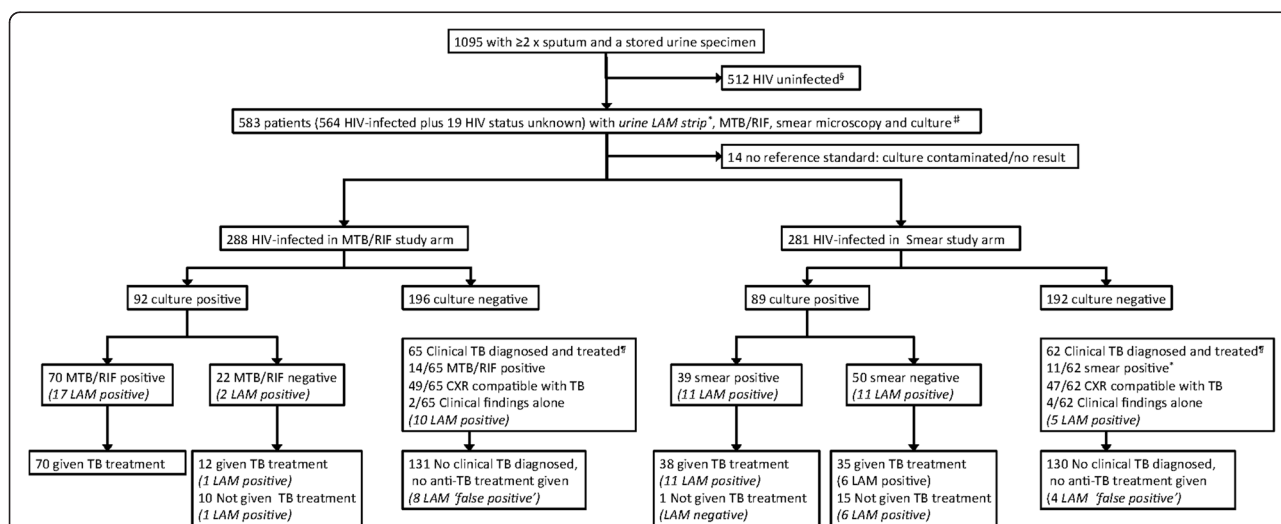 1095 with ≥2 x sputum and a stored urine specimen
512 HIV uninfected§
583 patients (564 HIV-infected plus 19 HIV status unknown) with urine LAM strip*, MTB/RIF, smear microscopy and culture#
14 no reference standard: culture contaminated/no result
288 HIV-infected in MTB/RIF study arm
281 HIV-infected in Smear study arm
92 culture positive
196 culture negative
89 culture positive
192 culture negative
70 MTB/RIF positive
(17 LAM positive)
22 MTB/RIF negative
(2 LAM positive)
65 Clinical TB diagnosed and treated¶
14/65 MTB/RIF positive
49/65 CXR compatible with TB
2/65 Clinical findings alone
(10 LAM positive)
39 smear positive
(11 LAM positive)
50 smear negative
(11 LAM positive)
62 Clinical TB diagnosed and treated¶
11/62 smear positive*
47/62 CXR compatible with TB
4/62 Clinical findings alone
(5 LAM positive)
70 given TB treatment
12 given TB treatment
(1 LAM positive)
10 Not given TB treatment
(1 LAM positive)
131 No clinical TB diagnosed,
no anti-TB treatment given
(8 LAM 'false positive')
38 given TB treatment
(11 LAM positive)
1 Not given TB treatment
(LAM negative)
35 given TB treatment
(6 LAM positive)
15 Not given TB treatment
(6 LAM positive)
130 No clinical TB diagnosed,
no anti-TB treatment given
(4 LAM 'false positive')